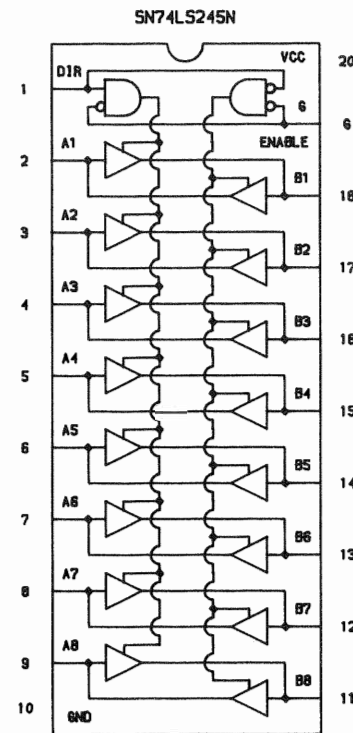 SN74LS245N
VCC 20
1 DIR
G G
ENABLE
2 A1
B1 18
3 A2
B2 17
4 A3
B3 16
5 A4
B4 15
6 A5
B5 14
7 A6
B6 13
8 A7
B7 12
9 A8
B8 11
10 GND